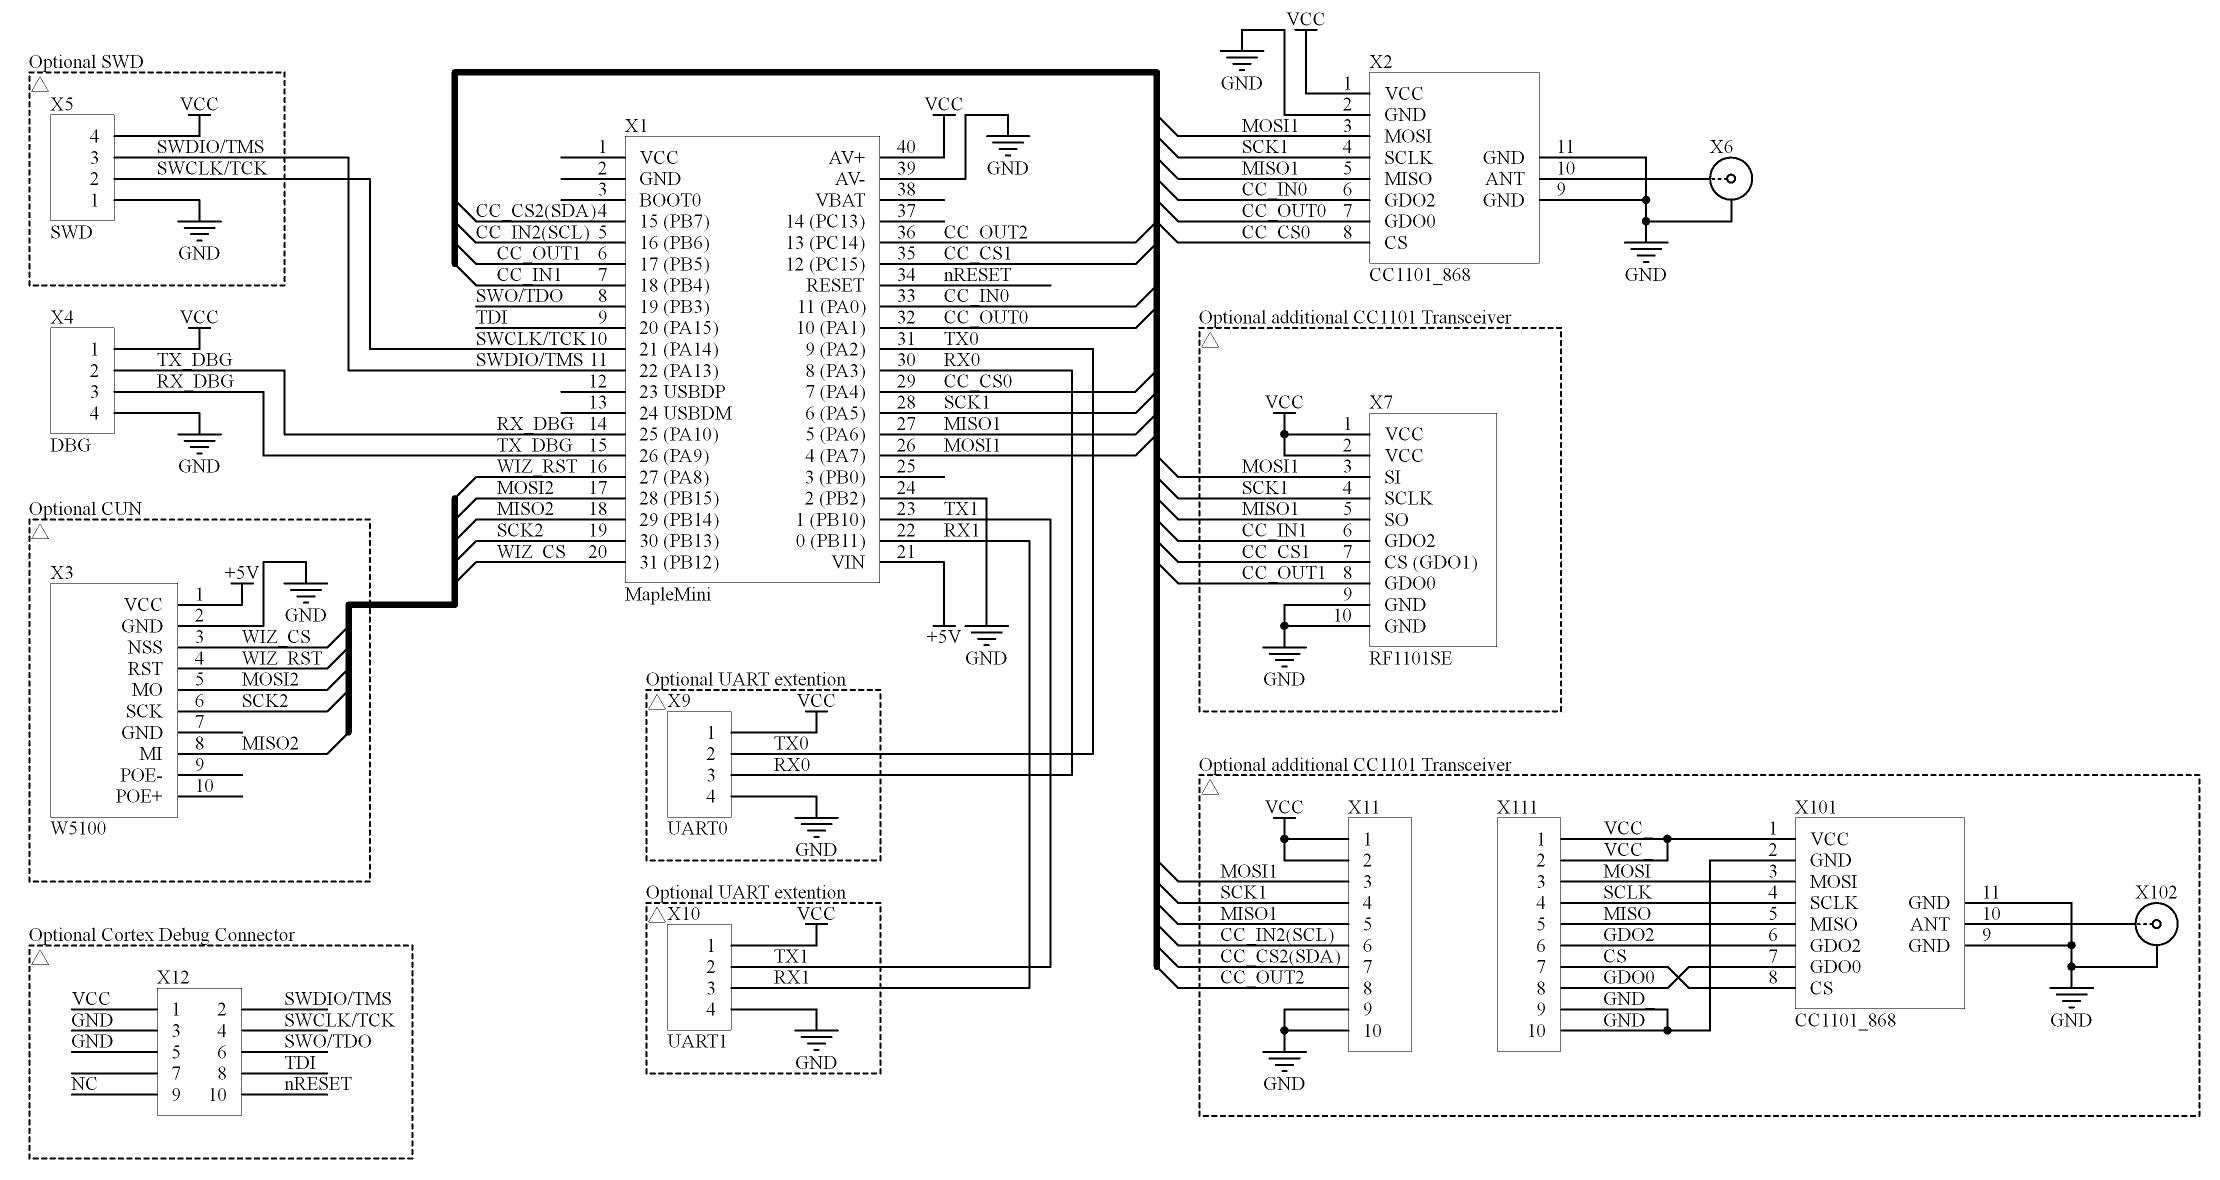 Optional SWD
X5
VCC
4
3 SWDIO/TMS
2 SWCLK/TCK
1
SWD
GND
X4
VCC
1
2 TX_DBG
3 RX_DBG
4
DBG
GND
Optional CUN
X3
+5V
GND
VCC 1
GND 2
NSS 3 WIZ_CS
RST 4 WIZ_RST
MO 5 MOSI2
SCK 6 SCK2
GND 7
MI 8 MISO2
POE- 9
POE+ 10
W5100
Optional Cortex Debug Connector
X12
VCC 1 2 SWDIO/TMS
GND 3 4 SWCLK/TCK
GND 5 6 SWO/TDO
7 8 TDI
NC 9 10 nRESET
X1
VCC
GND
1 VCC AV+ 40
2 GND AV- 39
3 BOOT0 VBAT 38
CC_CS2(SDA) 4 15 (PB7) 14 (PC13) 37
CC_IN2(SCL) 5 16 (PB6) 13 (PC14) 36 CC_OUT2
CC_OUT1 6 17 (PB5) 12 (PC15) 35 CC_CS1
CC_IN1 7 18 (PB4) RESET 34 nRESET
SWO/TDO 8 19 (PB3) 11 (PA0) 33 CC_IN0
TDI 9 20 (PA15) 10 (PA1) 32 CC_OUT0
SWCLK/TCK 10 21 (PA14) 9 (PA2) 31 TX0
SWDIO/TMS 11 22 (PA13) 8 (PA3) 30 RX0
12 23 USBDP 7 (PA4) 29 CC_CS0
13 24 USBDM 6 (PA5) 28 SCK1
RX_DBG 14 25 (PA10) 5 (PA6) 27 MISO1
TX_DBG 15 26 (PA9) 4 (PA7) 26 MOSI1
WIZ_RST 16 27 (PA8) 3 (PB0) 25
MOSI2 17 28 (PB15) 2 (PB2) 24
MISO2 18 29 (PB14) 1 (PB10) 23 TX1
SCK2 19 30 (PB13) 0 (PB11) 22 RX1
WIZ_CS 20 31 (PB12) VIN 21
MapleMini
+5V
GND
Optional UART extention
X9
VCC
1
2 TX0
3 RX0
4
UART0
GND
Optional UART extention
X10
VCC
1
2 TX1
3 RX1
4
UART1
GND
VCC
GND
X2
1 VCC
2 GND
MOSI1 3 MOSI
SCK1 4 SCLK GND 11
MISO1 5 MISO ANT 10
CC_IN0 6 GDO2 GND 9
CC_OUT0 7 GDO0
CC_CS0 8 CS
CC1101_868
X6
GND
Optional additional CC1101 Transceiver
VCC
X7
1 VCC
2 VCC
MOSI1 3 SI
SCK1 4 SCLK
MISO1 5 SO
CC_IN1 6 GDO2
CC_CS1 7 CS (GDO1)
CC_OUT1 8 GDO0
9 GND
10 GND
RF1101SE
GND
Optional additional CC1101 Transceiver
VCC
X11
1
2
MOSI1 3
SCK1 4
MISO1 5
CC_IN2(SCL) 6
CC_CS2(SDA) 7
CC_OUT2 8
9
10
GND
X111
1 VCC_
2 VCC_
3 MOSI
4 SCLK
5 MISO
6 GDO2
7 CS
8 GDO0
9 GND_
10 GND_
X101
1 VCC
2 GND
3 MOSI
4 SCLK GND 11
5 MISO ANT 10
6 GDO2 GND 9
7 GDO0
8 CS
CC1101_868
X102
GND